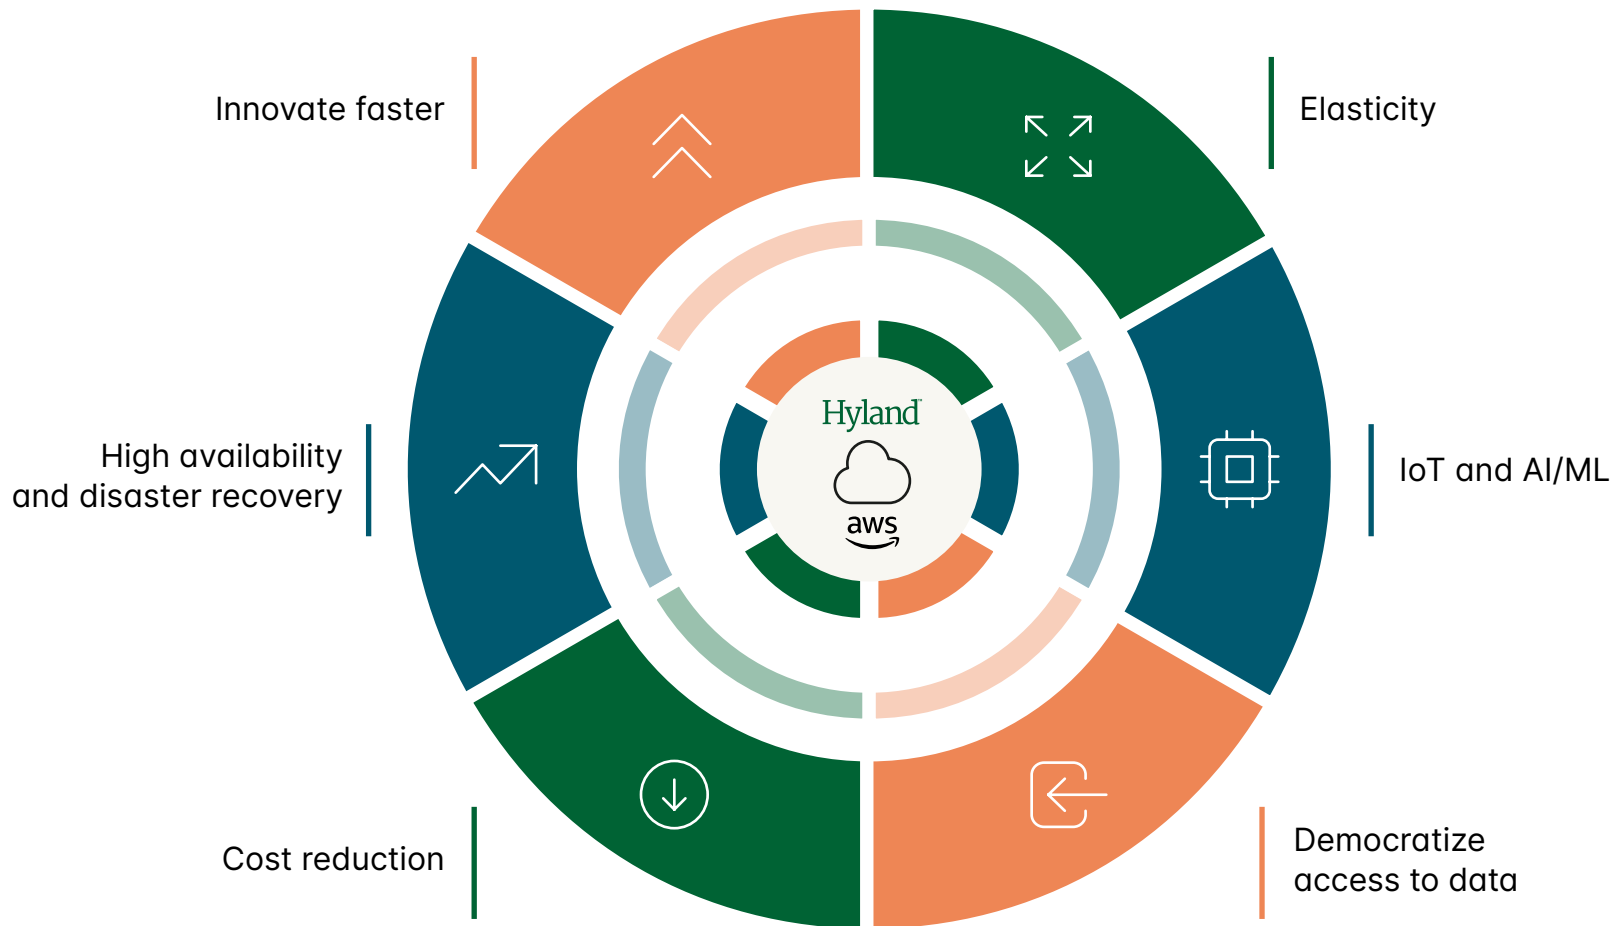 Innovate faster
Elasticity
Hyland
aws
High availability
and disaster recovery
IoT and AI/ML
Cost reduction
Democratize
access to data